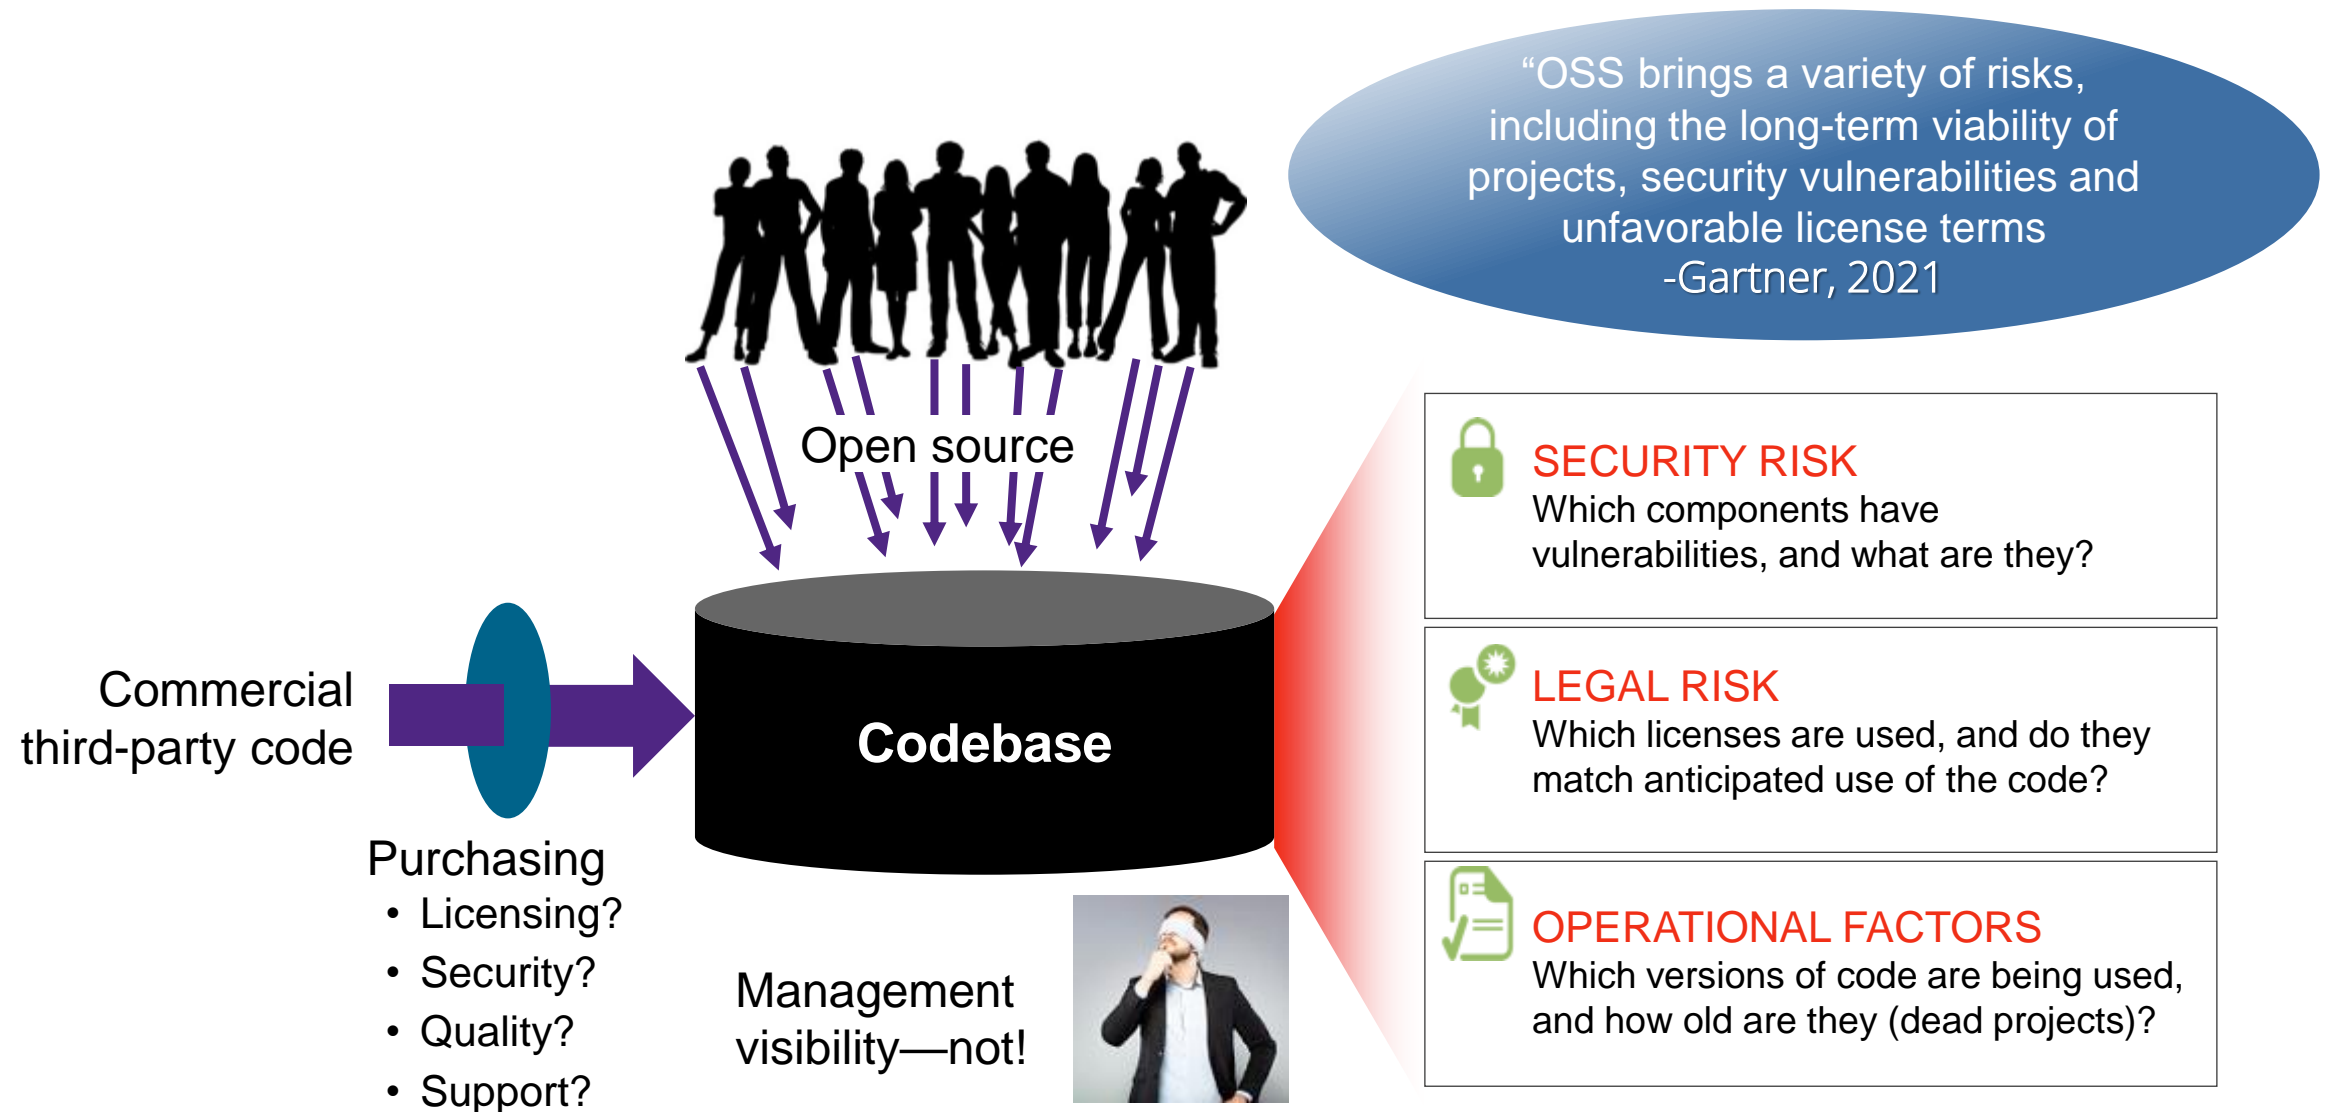 “OSS brings a variety of risks,
including the long-term viability of
projects, security vulnerabilities and
unfavorable license terms
-Gartner, 2021
Open source
Commercial
third-party code
Codebase
Purchasing
• Licensing?
• Security?
• Quality?
• Support?
Management
visibility—not!
SECURITY RISK
Which components have
vulnerabilities, and what are they?
LEGAL RISK
Which licenses are used, and do they
match anticipated use of the code?
OPERATIONAL FACTORS
Which versions of code are being used,
and how old are they (dead projects)?